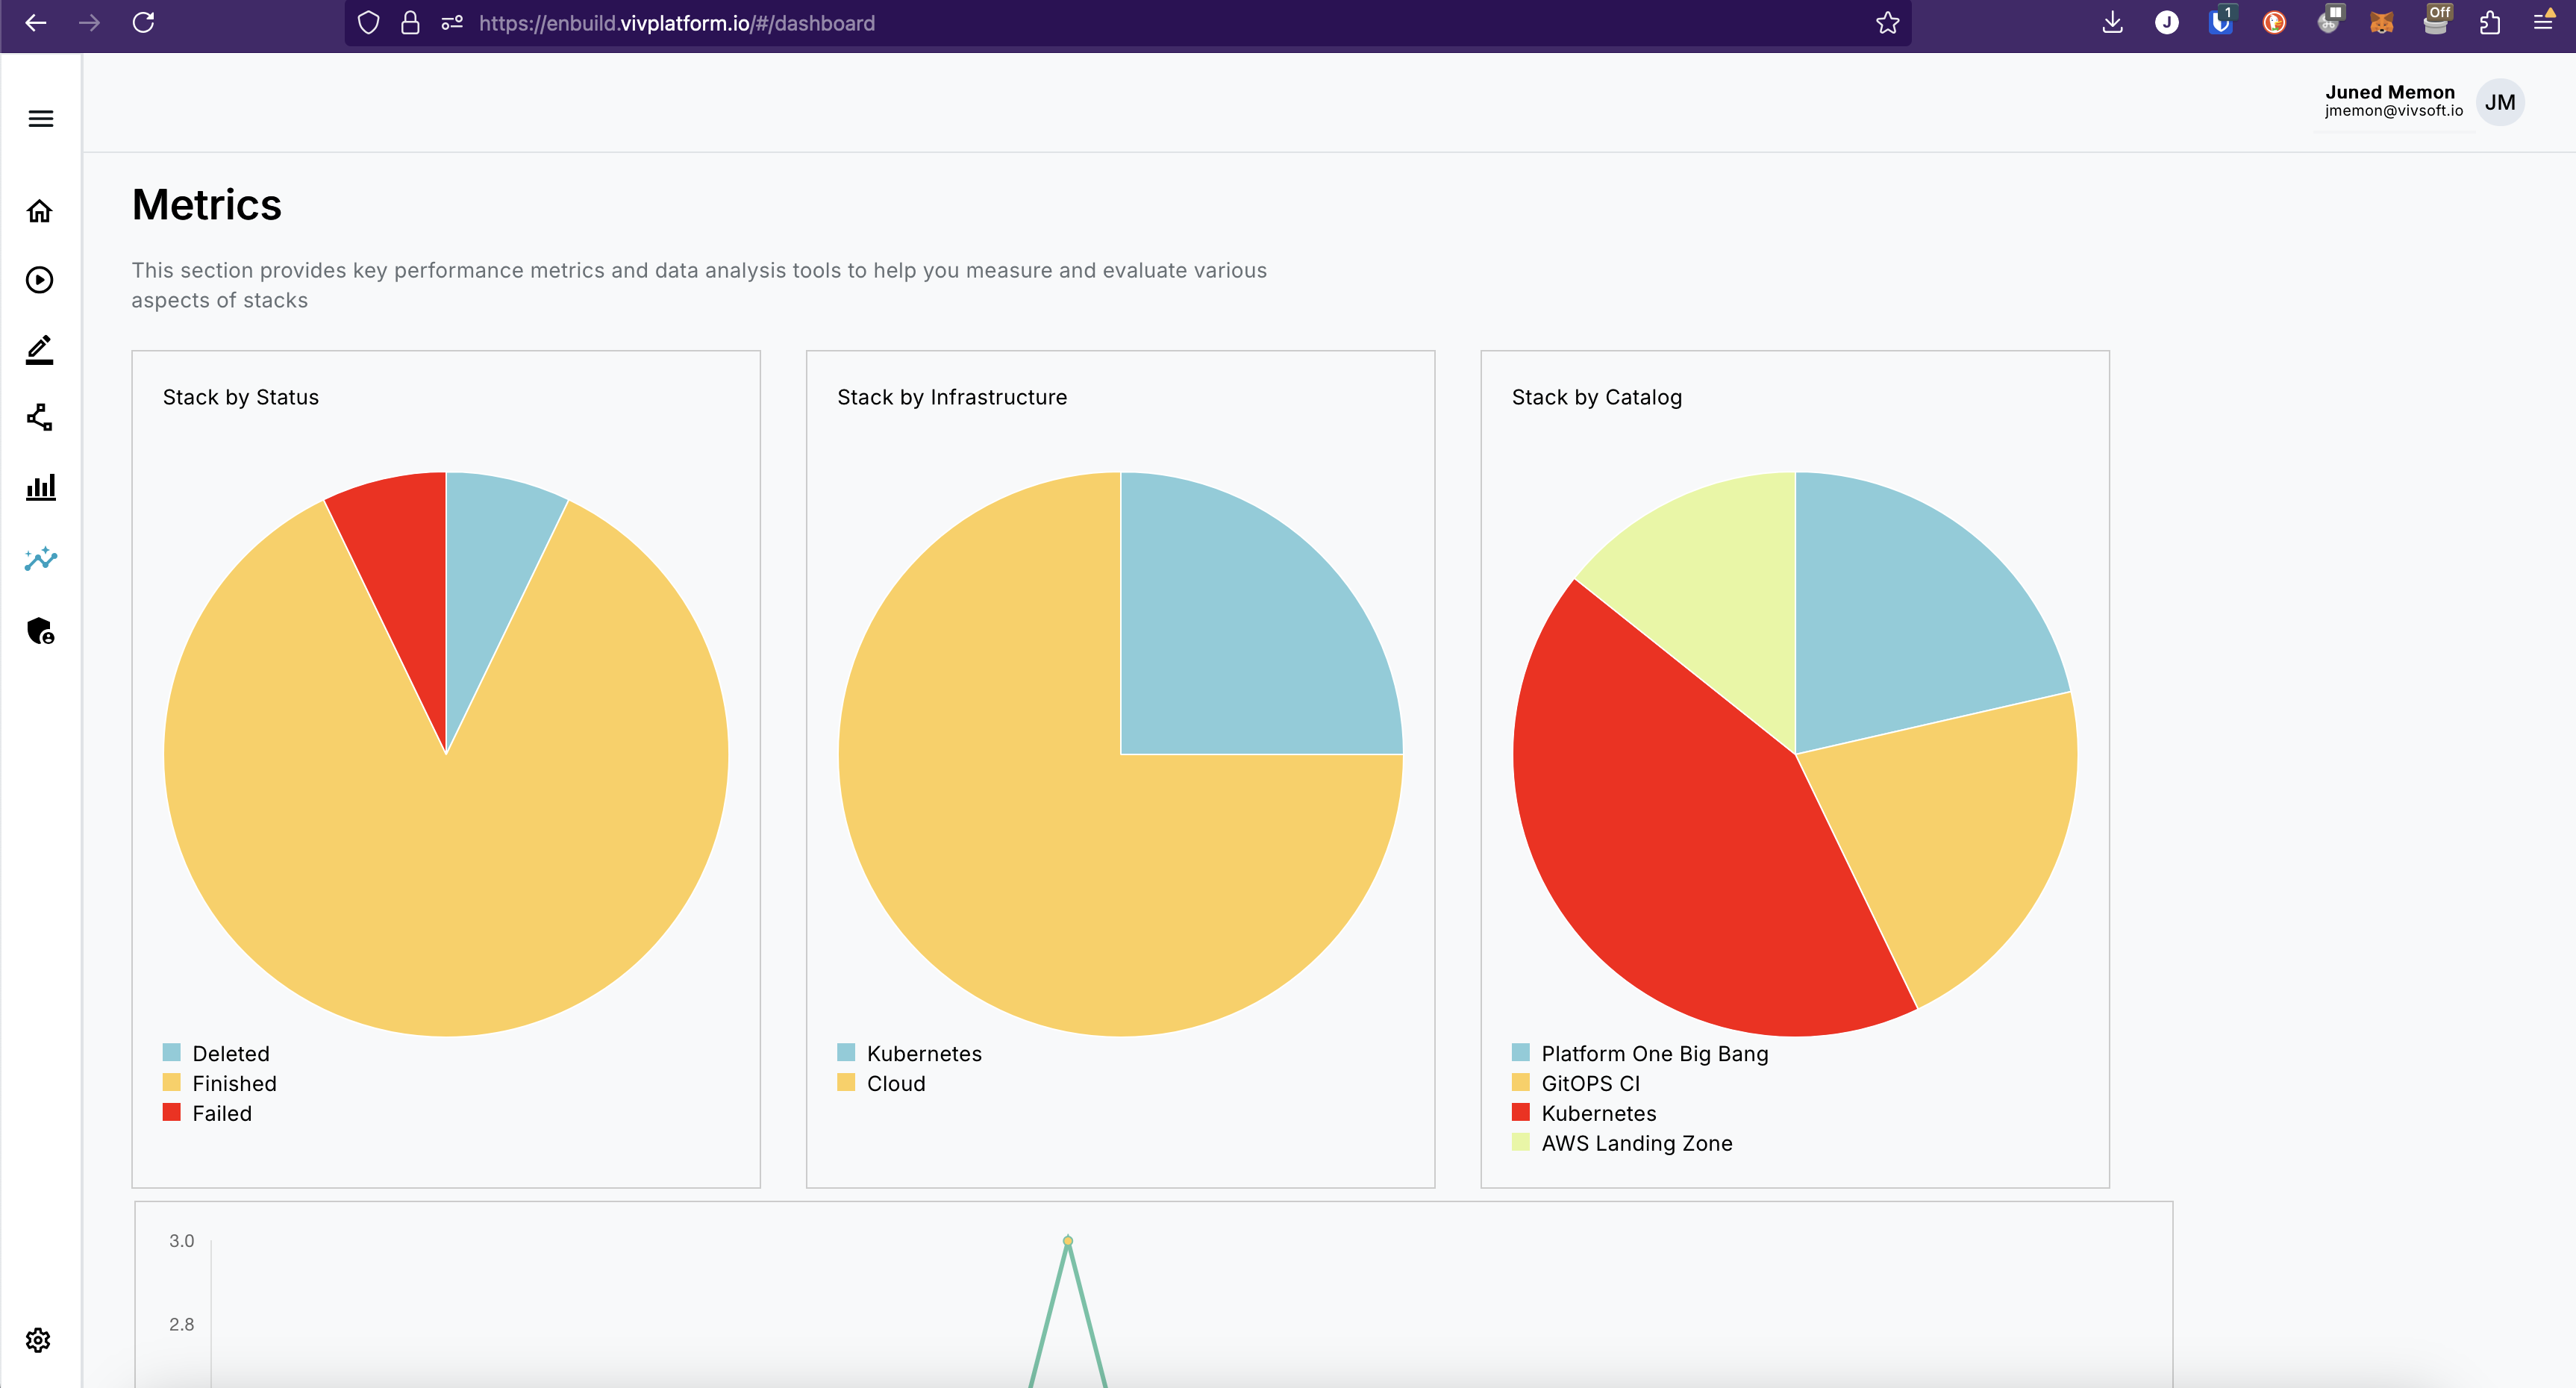 https://enbuild.vivplatform.io/#/dashboard
J
1
Off
Juned Memon
jmemon@vivsoft.io
JM
Metrics
This section provides key performance metrics and data analysis tools to help you measure and evaluate various
aspects of stacks
Stack by Status
Deleted
Finished
Failed
Stack by Infrastructure
Kubernetes
Cloud
Stack by Catalog
Platform One Big Bang
GitOPS CI
Kubernetes
AWS Landing Zone
3.0
2.8